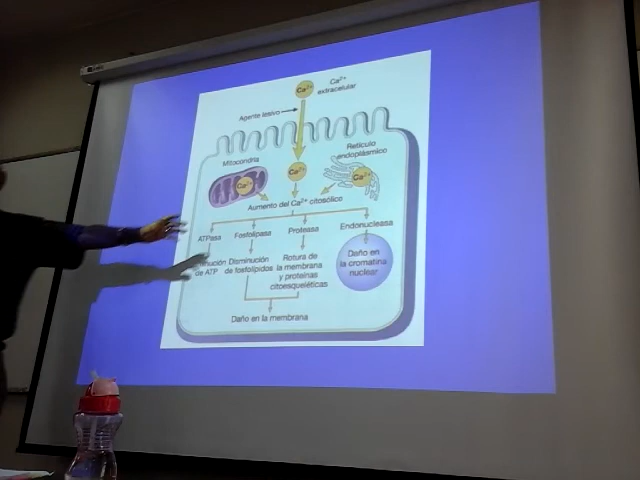 Ca²⁺
Ca²⁺
extracelular
Agente lesivo
Mitocondria
Retículo
endoplásmico
Ca²⁺
Ca²⁺
Ca²⁺
Aumento del Ca²⁺ citosólico
ATPasa
Fosfolipasa
Proteasa
Endonucleasa
de ATP
Disminución
de fosfolípidos
Rotura de
la membrana
y proteínas
citoesqueléticas
Daño en
la cromatina
nuclear
Daño en la membrana